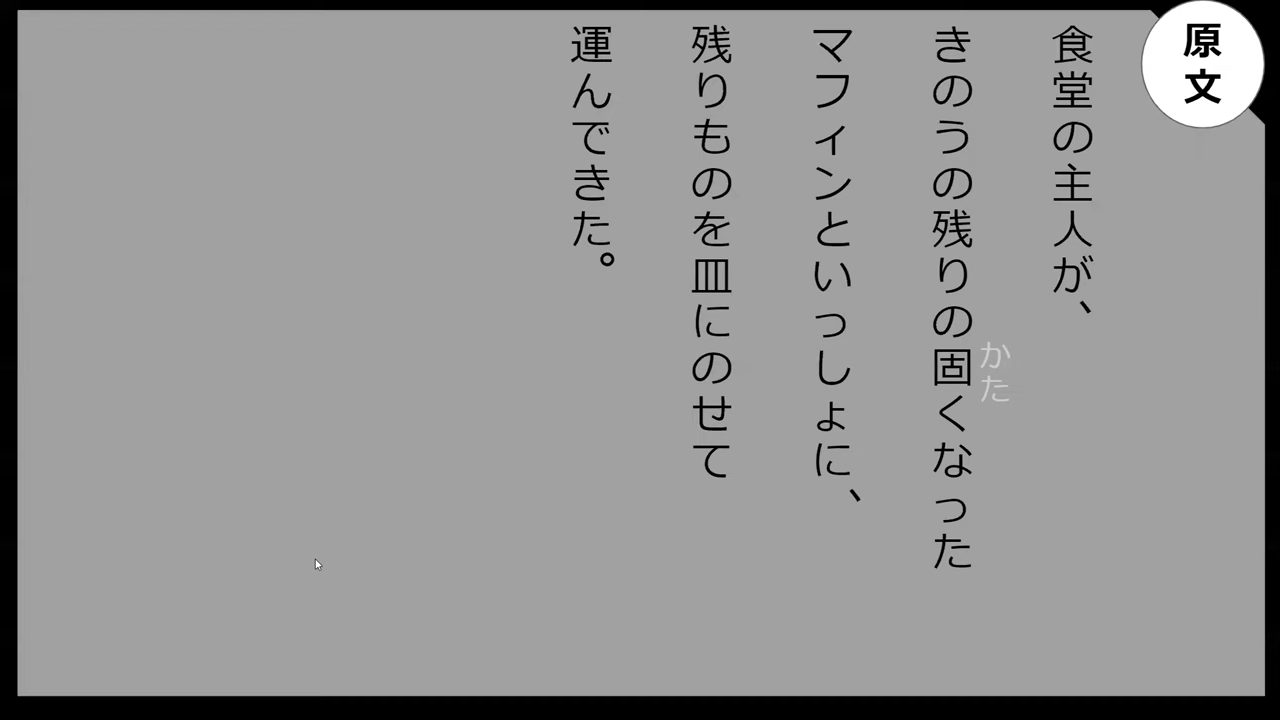 原文
食堂の主人が、
きのうの残りの固くなった
かた
マフィンといっしょに、
残りものを皿にのせて
運んできた。